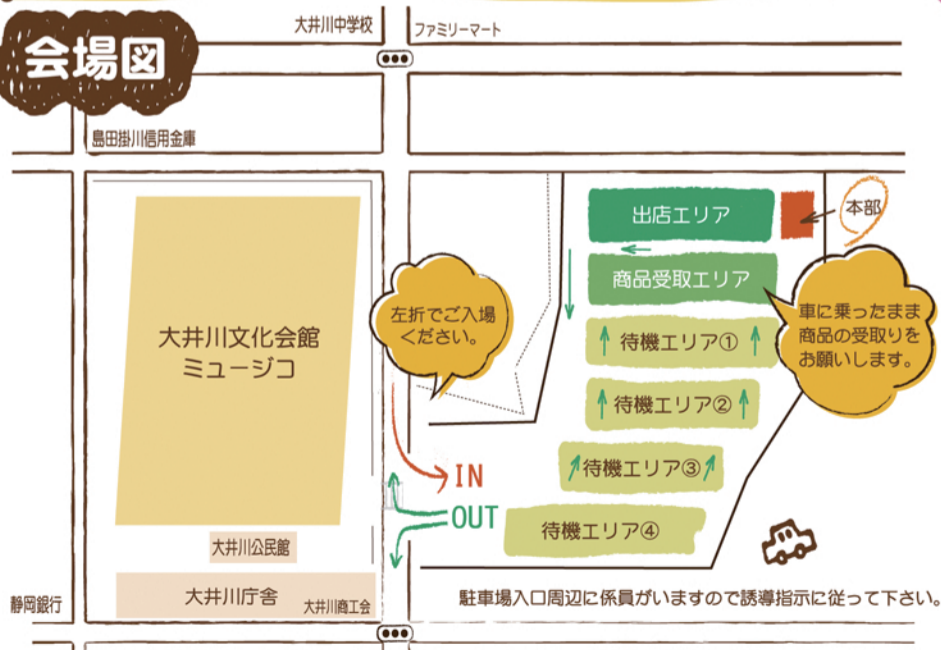 大井川中学校
ファミリーマート
会場図
島田掛川信用金庫
出店エリア
本部
商品受取エリア
左折でご入場
ください。
車に乗ったまま
商品の受取りを
お願いします。
大井川文化会館
ミュージコ
待機エリア①
待機エリア②
待機エリア③
IN
OUT
待機エリア④
大井川公民館
大井川庁舎
大井川商工会
静岡銀行
駐車場入口周辺に係員がいますので誘導指示に従って下さい。